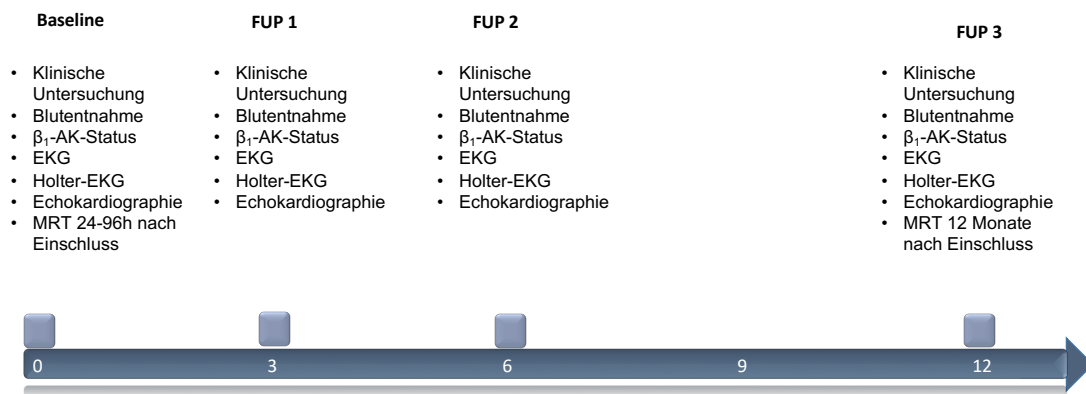 Baseline
• Klinische
Untersuchung
• Blutentnahme
• β₁-AK-Status
• EKG
• Holter-EKG
• Echokardiographie
• MRT 24-96h nach
Einschluss
FUP 1
• Klinische
Untersuchung
• Blutentnahme
• β₁-AK-Status
• EKG
• Holter-EKG
• Echokardiographie
FUP 2
• Klinische
Untersuchung
• Blutentnahme
• β₁-AK-Status
• EKG
• Holter-EKG
• Echokardiographie
FUP 3
• Klinische
Untersuchung
• Blutentnahme
• β₁-AK-Status
• EKG
• Holter-EKG
• Echokardiographie
• MRT 12 Monate
nach Einschluss
0 3 6 9 12